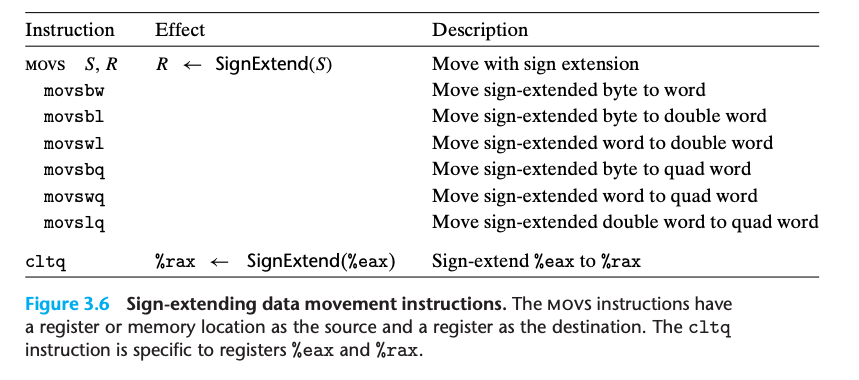 Instruction Effect Description
MOVS S, R R ← SignExtend(S) Move with sign extension
movsbw Move sign-extended byte to word
movsbl Move sign-extended byte to double word
movswl Move sign-extended word to double word
movsbq Move sign-extended byte to quad word
movswq Move sign-extended word to quad word
movslq Move sign-extended double word to quad word
cltq %rax ← SignExtend(%eax) Sign-extend %eax to %rax
Figure 3.6 Sign-extending data movement instructions. The MOVS instructions have
a register or memory location as the source and a register as the destination. The cltq
instruction is specific to registers %eax and %rax.